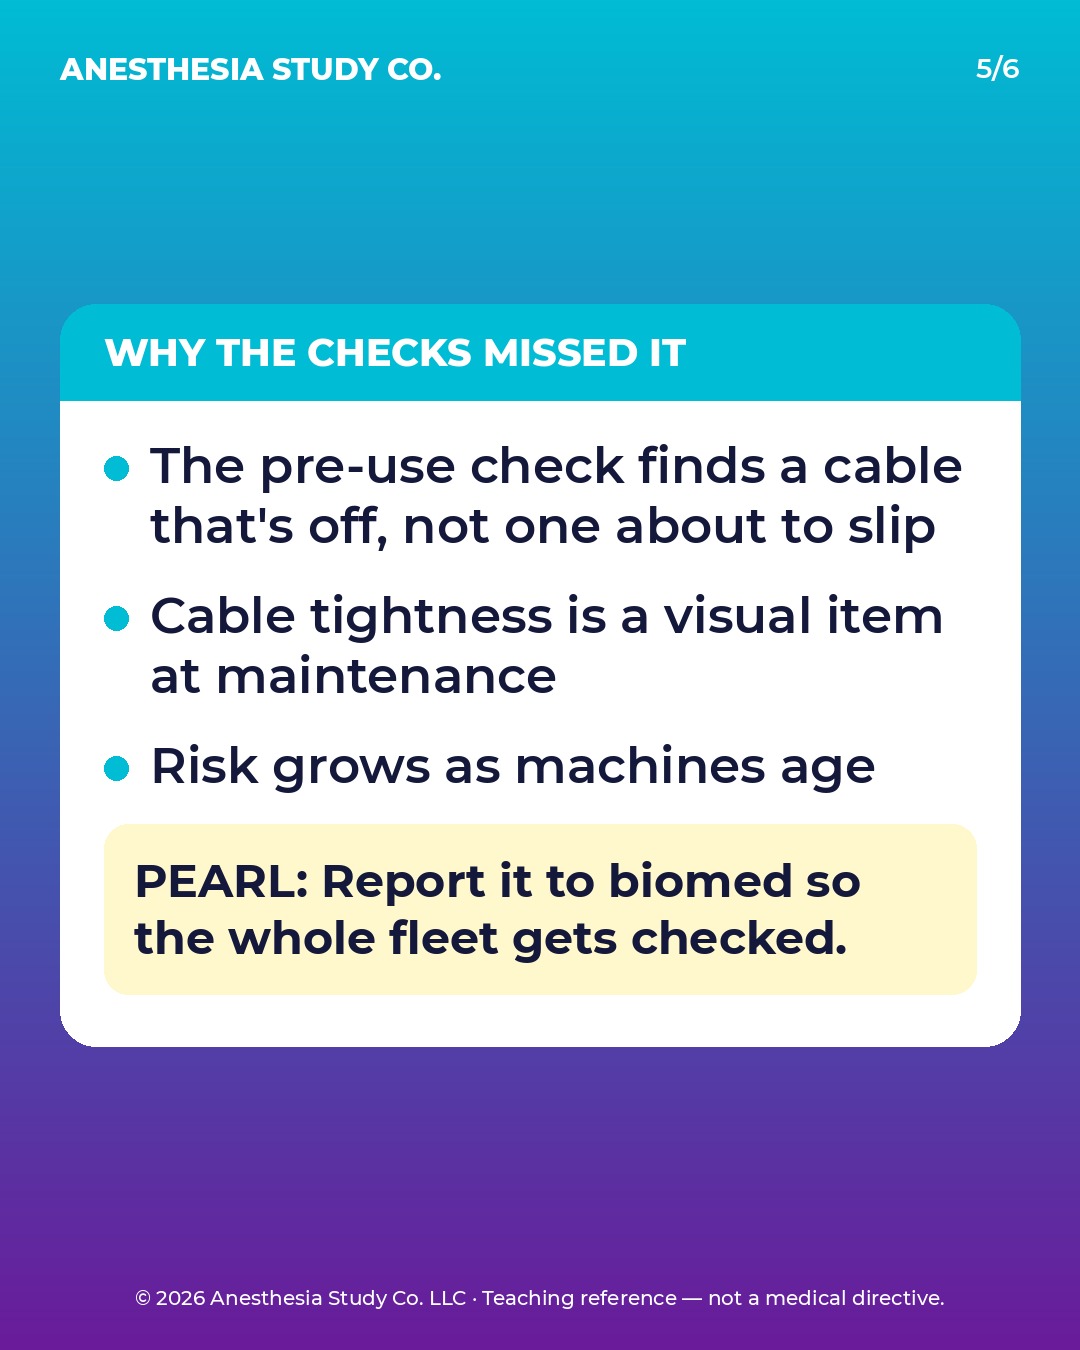 ANESTHESIA STUDY CO.
5/6
WHY THE CHECKS MISSED IT
The pre-use check finds a cable
that's off, not one about to slip
Cable tightness is a visual item
at maintenance
Risk grows as machines age
PEARL: Report it to biomed so
the whole fleet gets checked.
© 2026 Anesthesia Study Co. LLC · Teaching reference — not a medical directive.